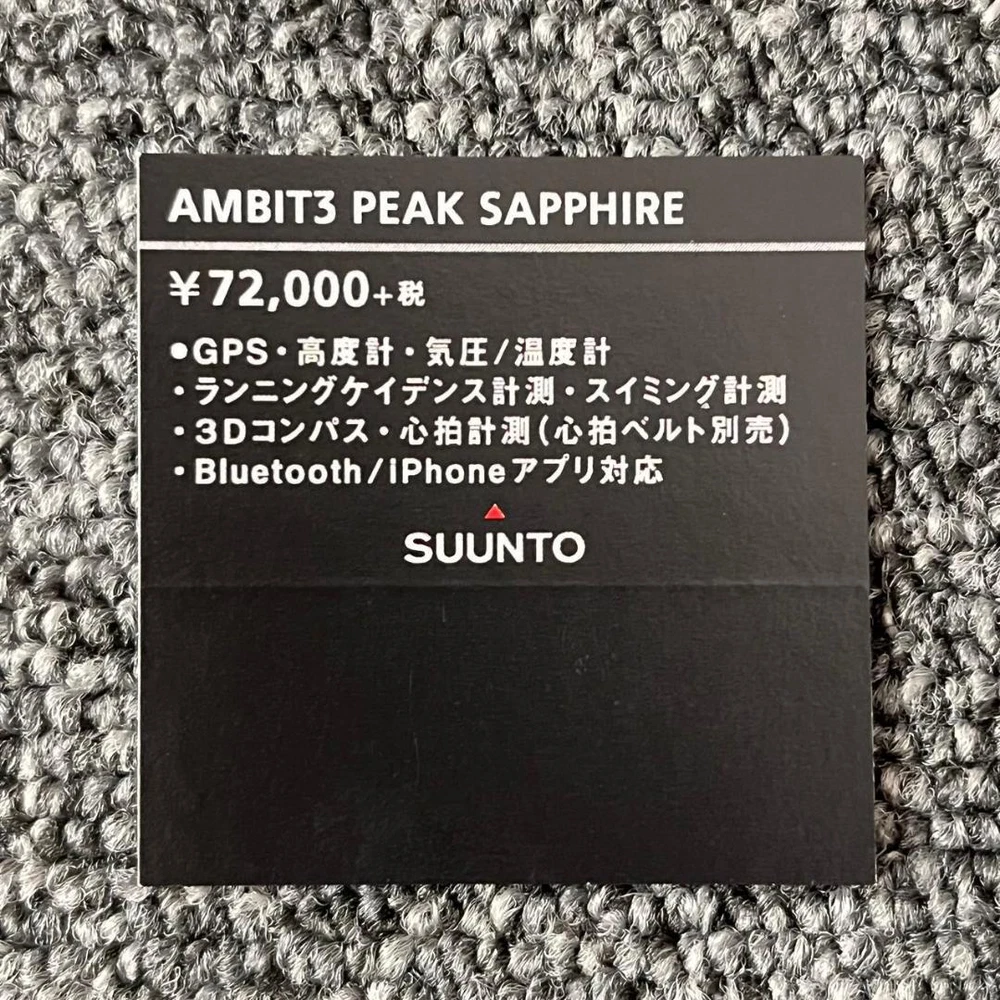 AMBIT3 PEAK SAPPHIRE
¥72,000+税
●GPS・高度計・気圧/温度計
・ランニングケイデンス計測・スイミング計測
・3Dコンパス・心拍計測(心拍ベルト別売)
・Bluetooth/iPhoneアプリ対応
SUUNTO